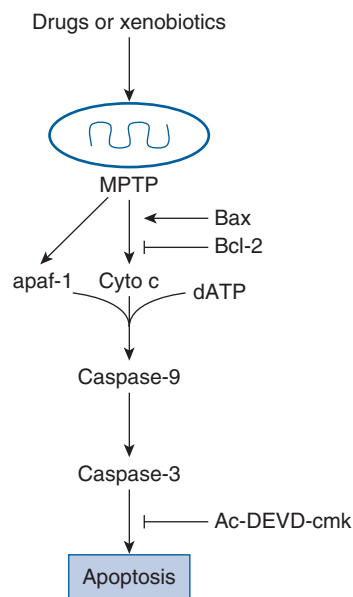 Drugs or xenobiotics
MPTP
Bax
Bcl-2
apaf-1
Cyto c
dATP
Caspase-9
Caspase-3
Ac-DEVD-cmk
Apoptosis